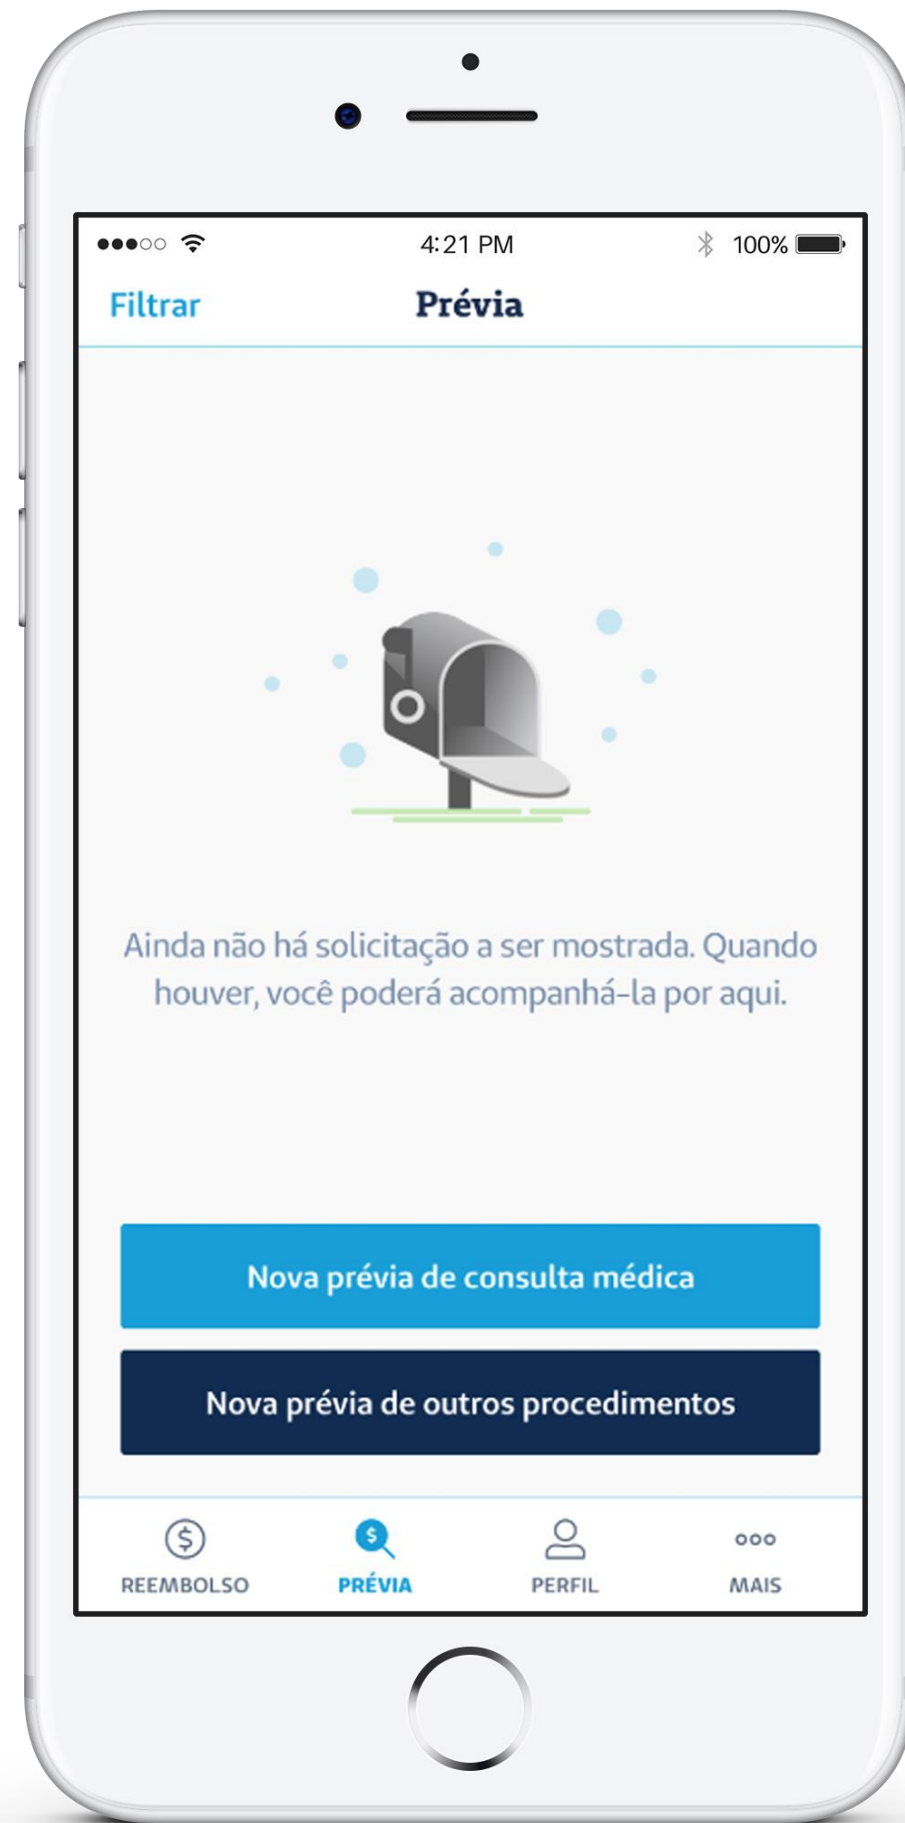 4:21 PM
100%
Filtrar
Prévia
Ainda não há solicitação a ser mostrada. Quando
houver, você poderá acompanhá-la por aqui.
Nova prévia de consulta médica
Nova prévia de outros procedimentos
$
$
REEMBOLSO
PRÉVIA
PERFIL
MAIS